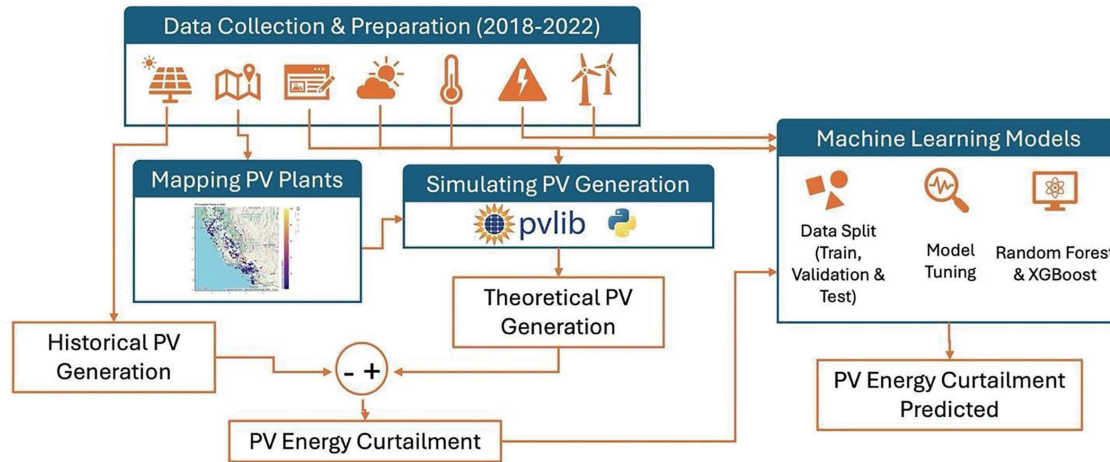 Data Collection & Preparation (2018-2022)
Mapping PV Plants
Simulating PV Generation
pvlib
Machine Learning Models
Data Split
(Train,
Validation &
Test)
Model
Tuning
Random Forest
& XGBoost
Theoretical PV
Generation
Historical PV
Generation
- +
PV Energy Curtailment
PV Energy Curtailment
Predicted